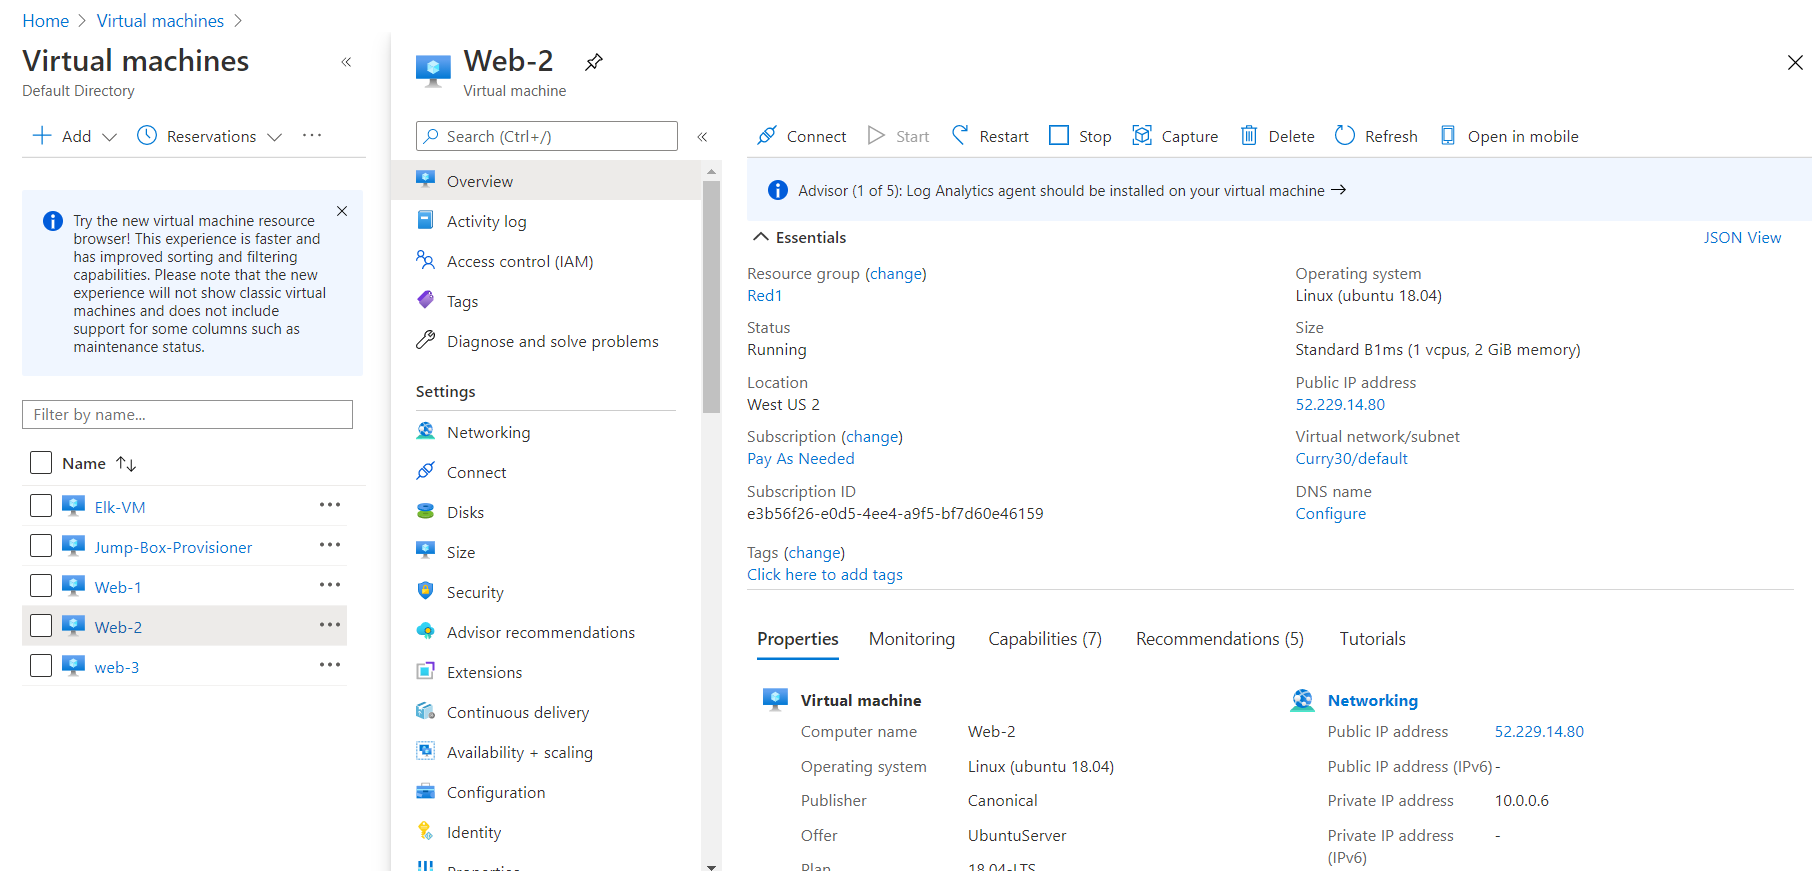 Home > Virtual machines >
Virtual machines «
Default Directory
Add
Reservations
...
Try the new virtual machine resource
browser! This experience is faster and
has improved sorting and filtering
capabilities. Please note that the new
experience will not show classic virtual
machines and does not include
support for some columns such as
maintenance status.
Filter by name...
Name ↑↓
Elk-VM ...
Jump-Box-Provisioner ...
Web-1 ...
Web-2 ...
web-3 ...
Web-2
Virtual machine
Search (Ctrl+/) «
Overview
Activity log
Access control (IAM)
Tags
Diagnose and solve problems
Settings
Networking
Connect
Disks
Size
Security
Advisor recommendations
Extensions
Continuous delivery
Availability + scaling
Configuration
Identity
Properties
Connect
Start
Restart
Stop
Capture
Delete
Refresh
Open in mobile
Advisor (1 of 5): Log Analytics agent should be installed on your virtual machine →
Essentials
JSON View
Resource group (change)
Red1
Status
Running
Location
West US 2
Subscription (change)
Pay As Needed
Subscription ID
e3b56f26-e0d5-4ee4-a9f5-bf7d60e46159
Operating system
Linux (ubuntu 18.04)
Size
Standard B1ms (1 vcpus, 2 GiB memory)
Public IP address
52.229.14.80
Virtual network/subnet
Curry30/default
DNS name
Configure
Tags (change)
Click here to add tags
Properties
Monitoring
Capabilities (7)
Recommendations (5)
Tutorials
Virtual machine
Computer name Web-2
Operating system Linux (ubuntu 18.04)
Publisher Canonical
Offer UbuntuServer
Plan 18.04-LTS
Networking
Public IP address 52.229.14.80
Public IP address (IPv6) -
Private IP address 10.0.0.6
Private IP address -
(IPv6)